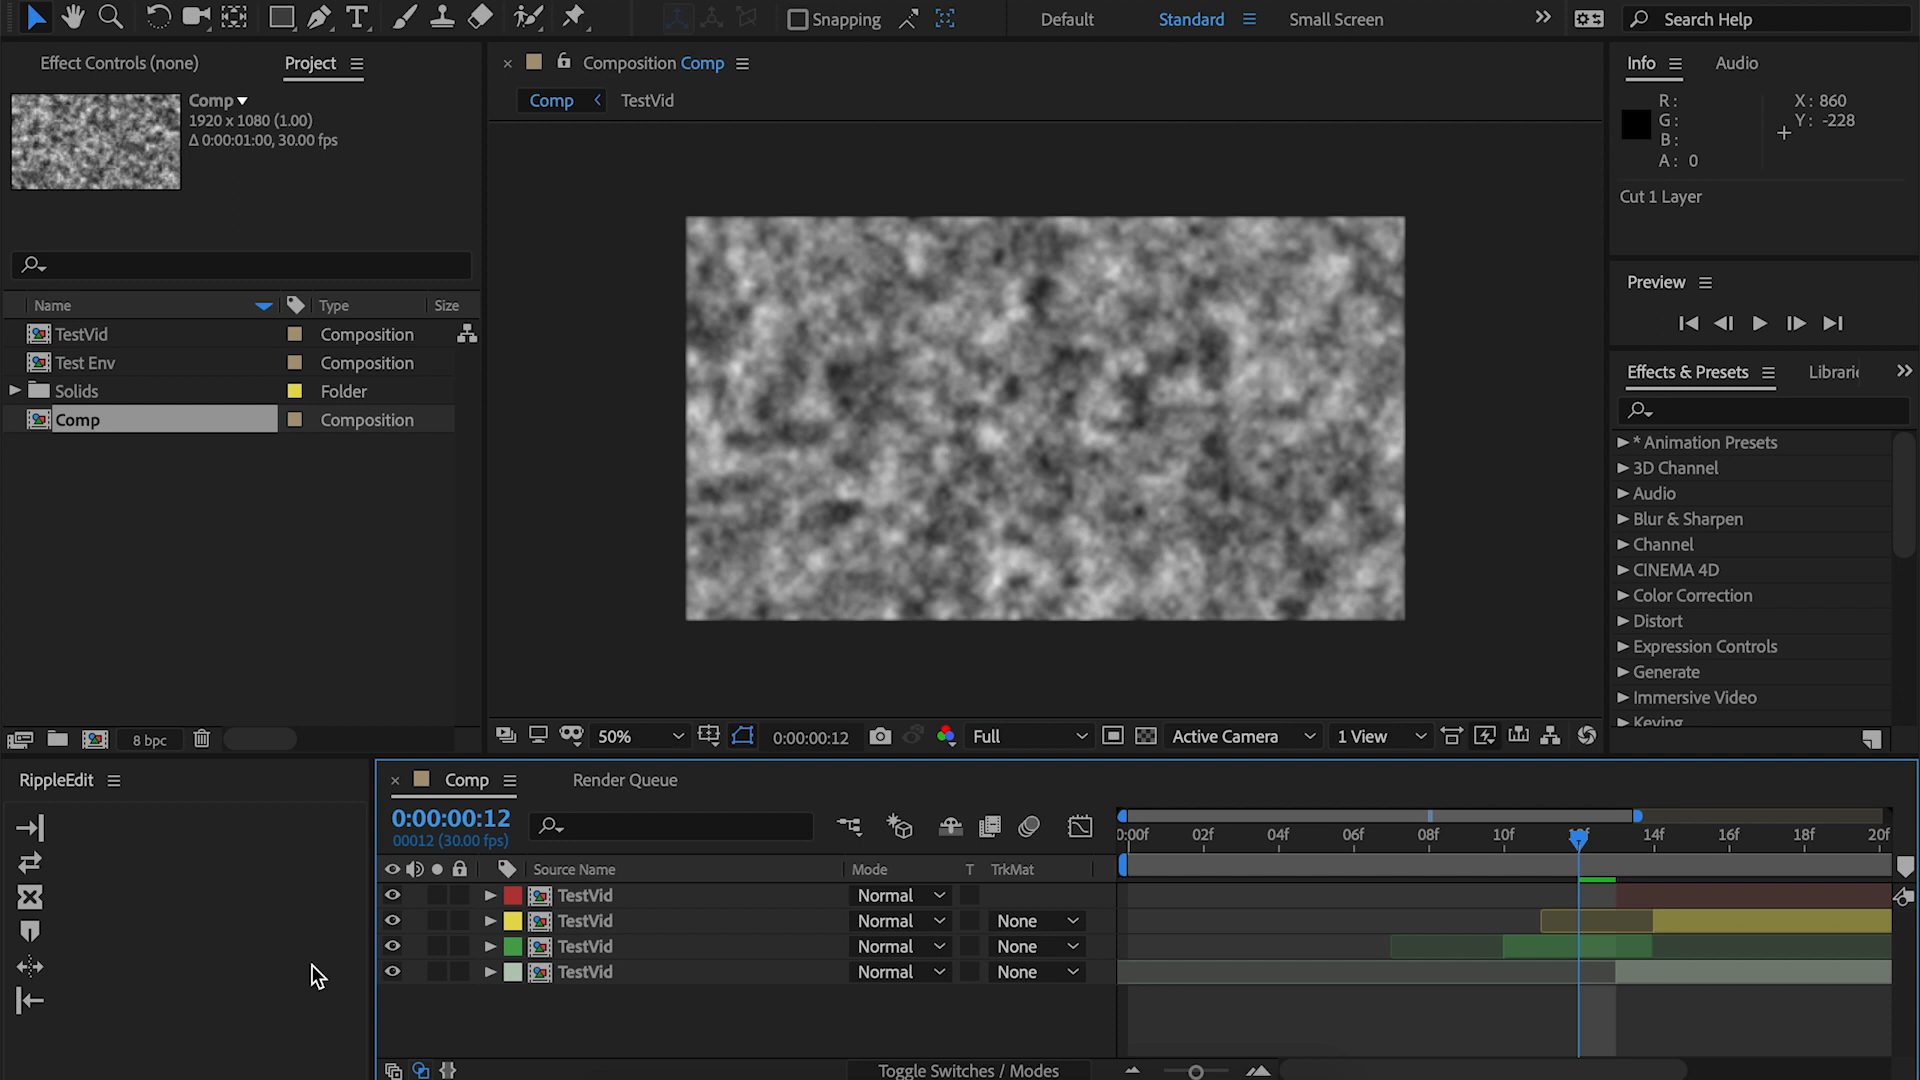 Snapping
Default
Standard
Small Screen
Search Help
Effect Controls (none)
Project
Comp
1920 x 1080 (1.00)
Δ 0:00:01:00, 30.00 fps
Name
Type
Size
TestVid
Composition
Test Env
Composition
Solids
Folder
Comp
Composition
8 bpc
Composition Comp
Comp
TestVid
50%
0:00:00:12
Full
Active Camera
1 View
Info
Audio
R:
G:
B:
A: 0
X: 860
Y: -228
Cut 1 Layer
Preview
Effects & Presets
Librari
* Animation Presets
3D Channel
Audio
Blur & Sharpen
Channel
CINEMA 4D
Color Correction
Distort
Expression Controls
Generate
Immersive Video
Keying
RippleEdit
Comp
Render Queue
0:00:00:12
00012 (30.00 fps)
0:00f
02f
04f
06f
08f
10f
14f
16f
18f
20f
Source Name
Mode
T
TrkMat
TestVid
Normal
TestVid
Normal
None
TestVid
Normal
None
TestVid
Normal
None
Toggle Switches / Modes